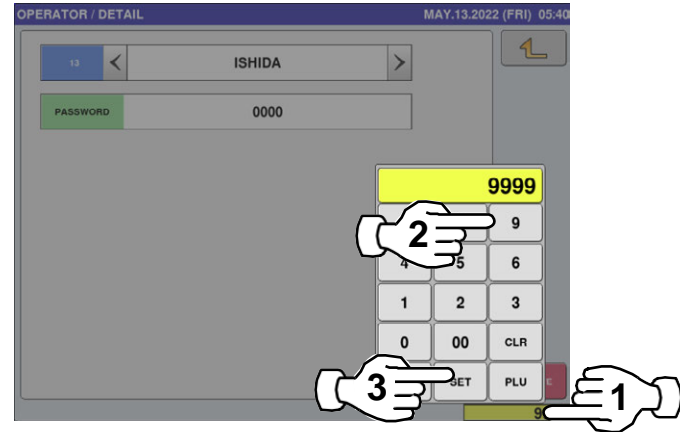 OPERATOR / DETAIL MAY.13.2022 (FRI) 05:40
13 ISHIDA
PASSWORD 0000
9999
2 9
4 5 6
1 2 3
0 00 CLR
3 SET PLU
1